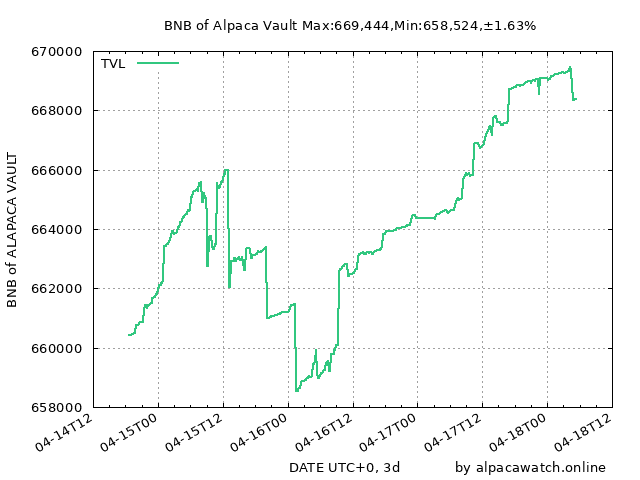 BNB of Alpaca Vault Max:669,444,Min:658,524,±1.63%
TVL
BNB of ALAPACA VAULT
670000
668000
666000
664000
662000
660000
658000
04-14T12
04-15T00
04-15T12
04-16T00
04-16T12
04-17T00
04-17T12
04-18T00
04-18T12
DATE UTC+0, 3d
by alpacawatch.online